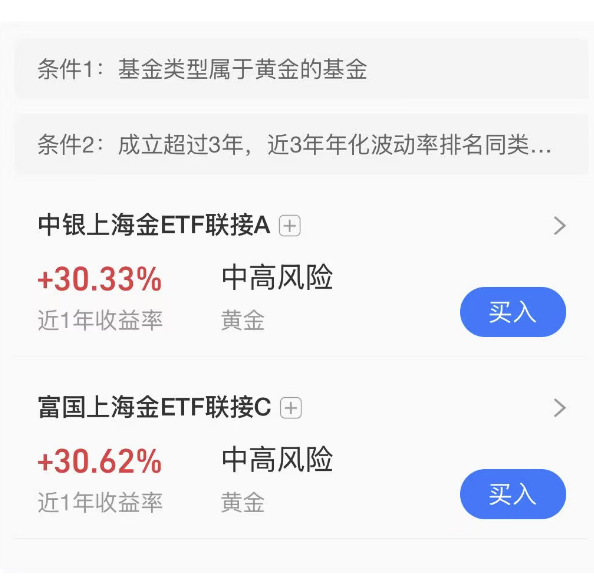 条件1：基金类型属于黄金的基金
条件2：成立超过3年，近3年年化波动率排名同类...
中银上海金ETF联接A
+30.33% 中高风险
近1年收益率 黄金
买入
富国上海金ETF联接C
+30.62% 中高风险
近1年收益率 黄金
买入